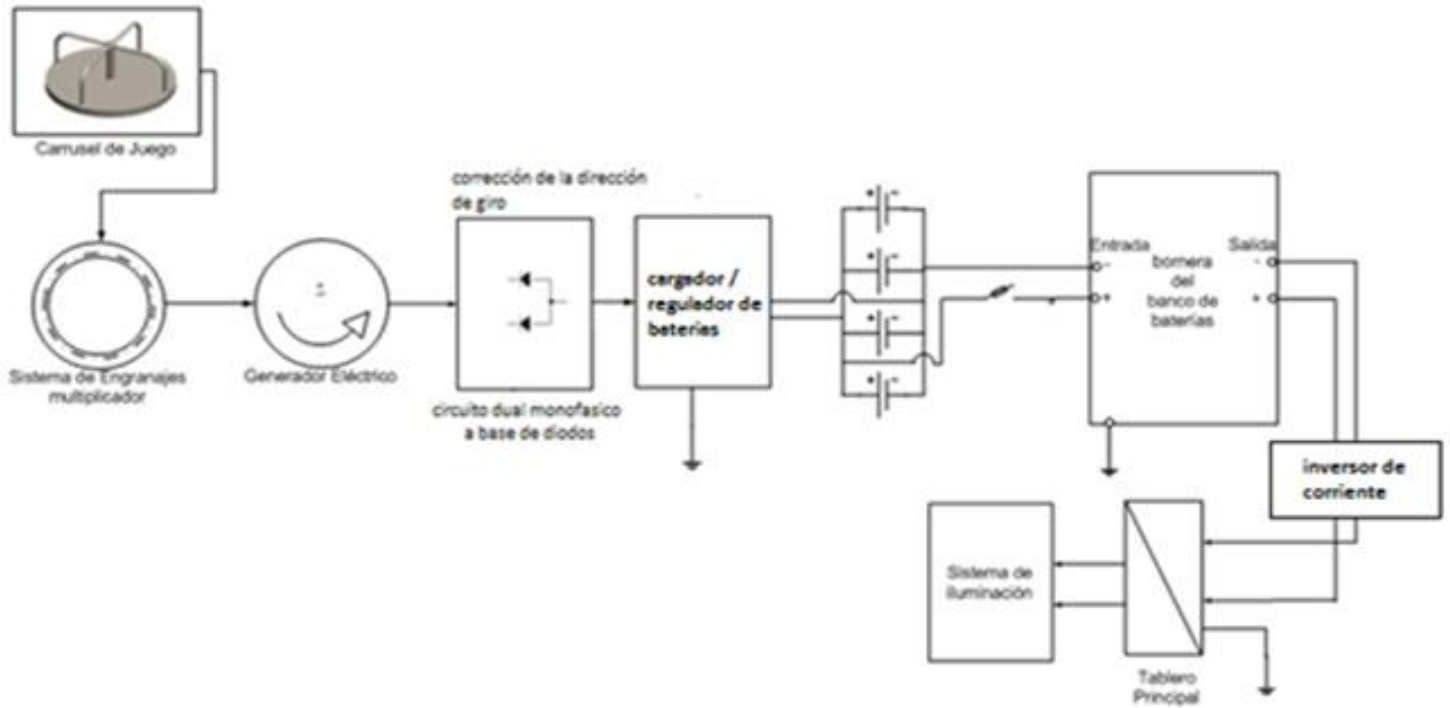 Carrusel de Juego
corrección de la dirección
de giro
Sistema de Engranajes
multiplicador
±
Generador Eléctrico
circuito dual monofasico
a base de diodos
cargador /
regulador de
baterías
+ -
+ -
+ -
+ -
Entrada
-
+
+
bornera
del
banco de
baterías
Salida
-
+
inversor de
corriente
Sistema de
iluminación
Tablero
Principal